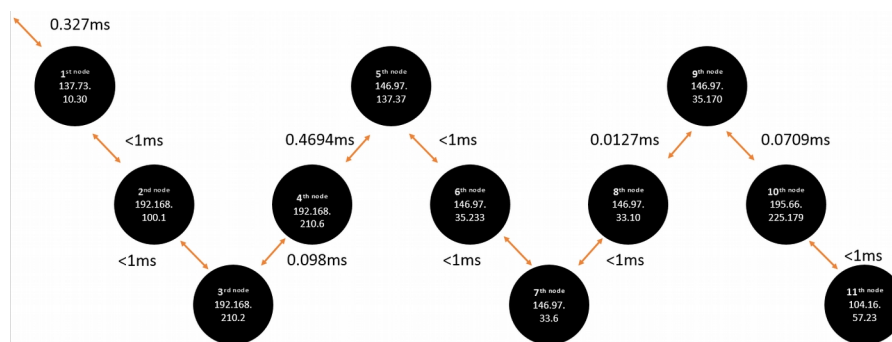 0.327ms
1st node
137.73.
10.30
<1ms
2nd node
192.168.
100.1
<1ms
3rd node
192.168.
210.2
0.098ms
4th node
192.168.
210.6
0.4694ms
5th node
146.97.
137.37
<1ms
6th node
146.97.
35.233
<1ms
7th node
146.97.
33.6
<1ms
8th node
146.97.
33.10
0.0127ms
9th node
146.97.
35.170
0.0709ms
10th node
195.66.
225.179
<1ms
11th node
104.16.
57.23